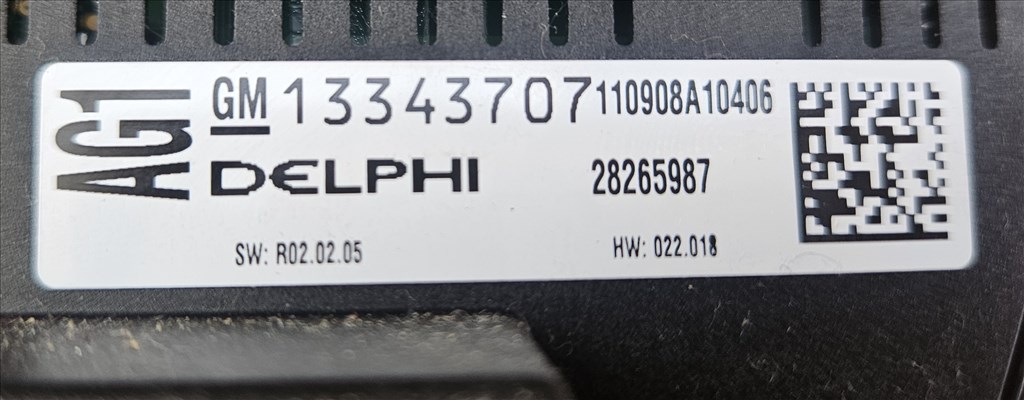 AG1
GM 13343707 110908A10406
DELPHI 28265987
SW: R02.02.05 HW: 022.018